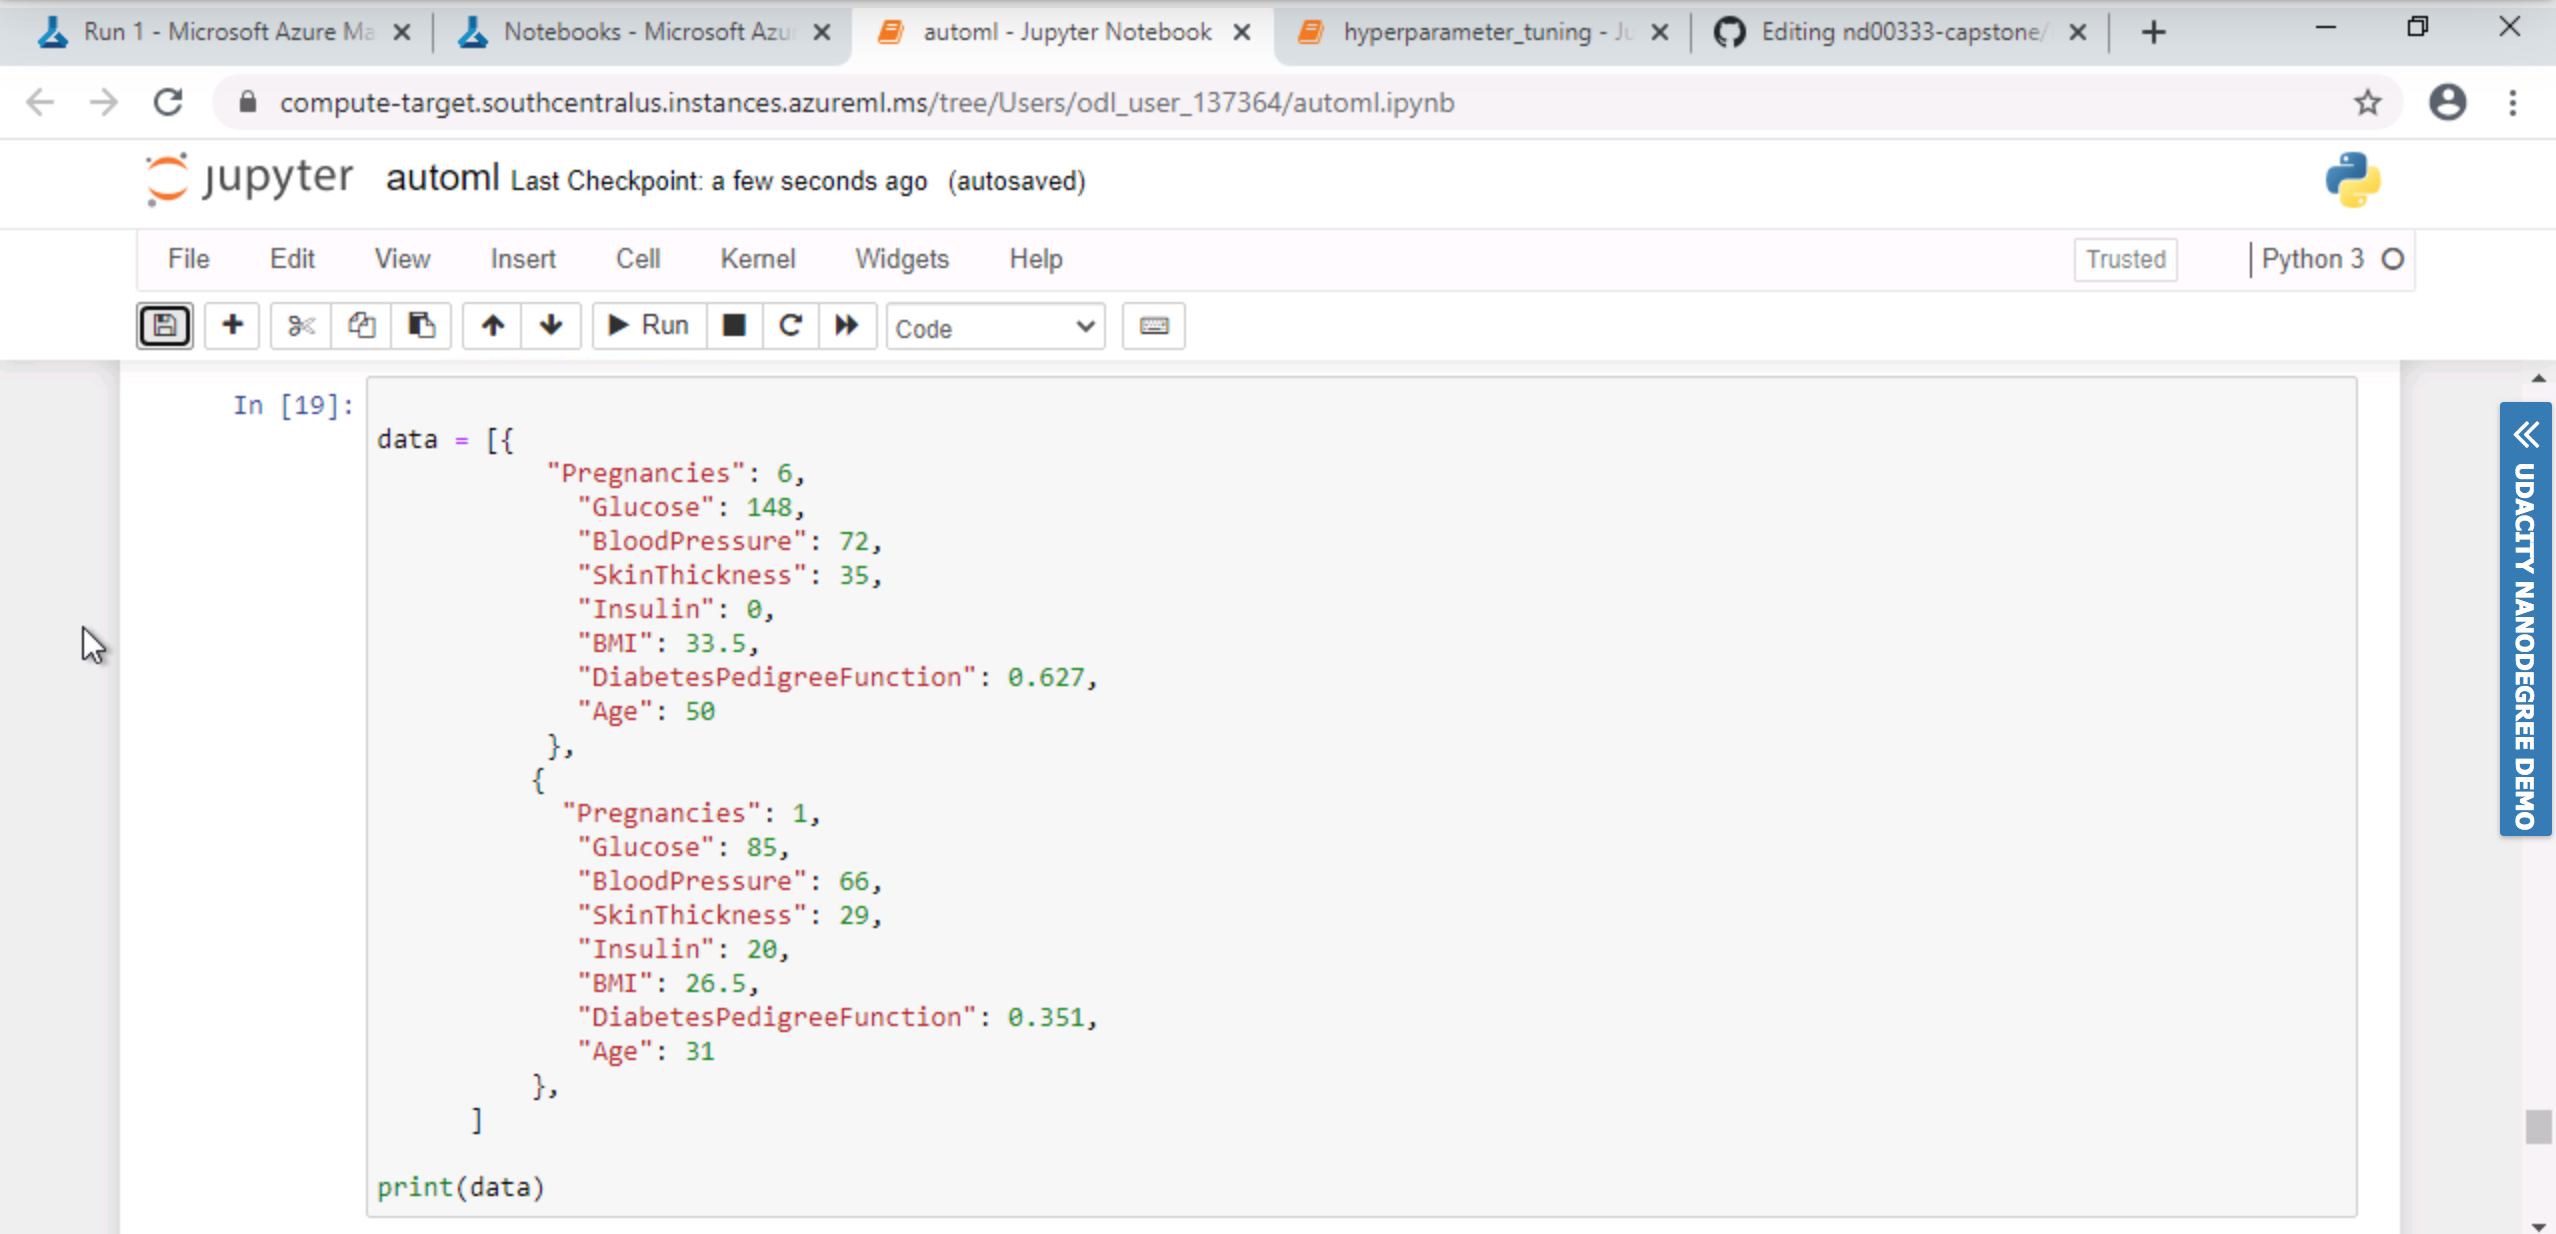 Run 1 - Microsoft Azure Ma
Notebooks - Microsoft Azu
automl - Jupyter Notebook
hyperparameter_tuning - Ju
Editing nd00333-capstone/
compute-target.southcentralus.instances.azureml.ms/tree/Users/odl_user_137364/automl.ipynb
jupyter automl Last Checkpoint: a few seconds ago (autosaved)
File Edit View Insert Cell Kernel Widgets Help Trusted Python 3
Run Code
In [19]:
data = [{
"Pregnancies": 6,
"Glucose": 148,
"BloodPressure": 72,
"SkinThickness": 35,
"Insulin": 0,
"BMI": 33.5,
"DiabetesPedigreeFunction": 0.627,
"Age": 50
},
{
"Pregnancies": 1,
"Glucose": 85,
"BloodPressure": 66,
"SkinThickness": 29,
"Insulin": 20,
"BMI": 26.5,
"DiabetesPedigreeFunction": 0.351,
"Age": 31
},
]
print(data)
UDACITY NANODEGREE DEMO